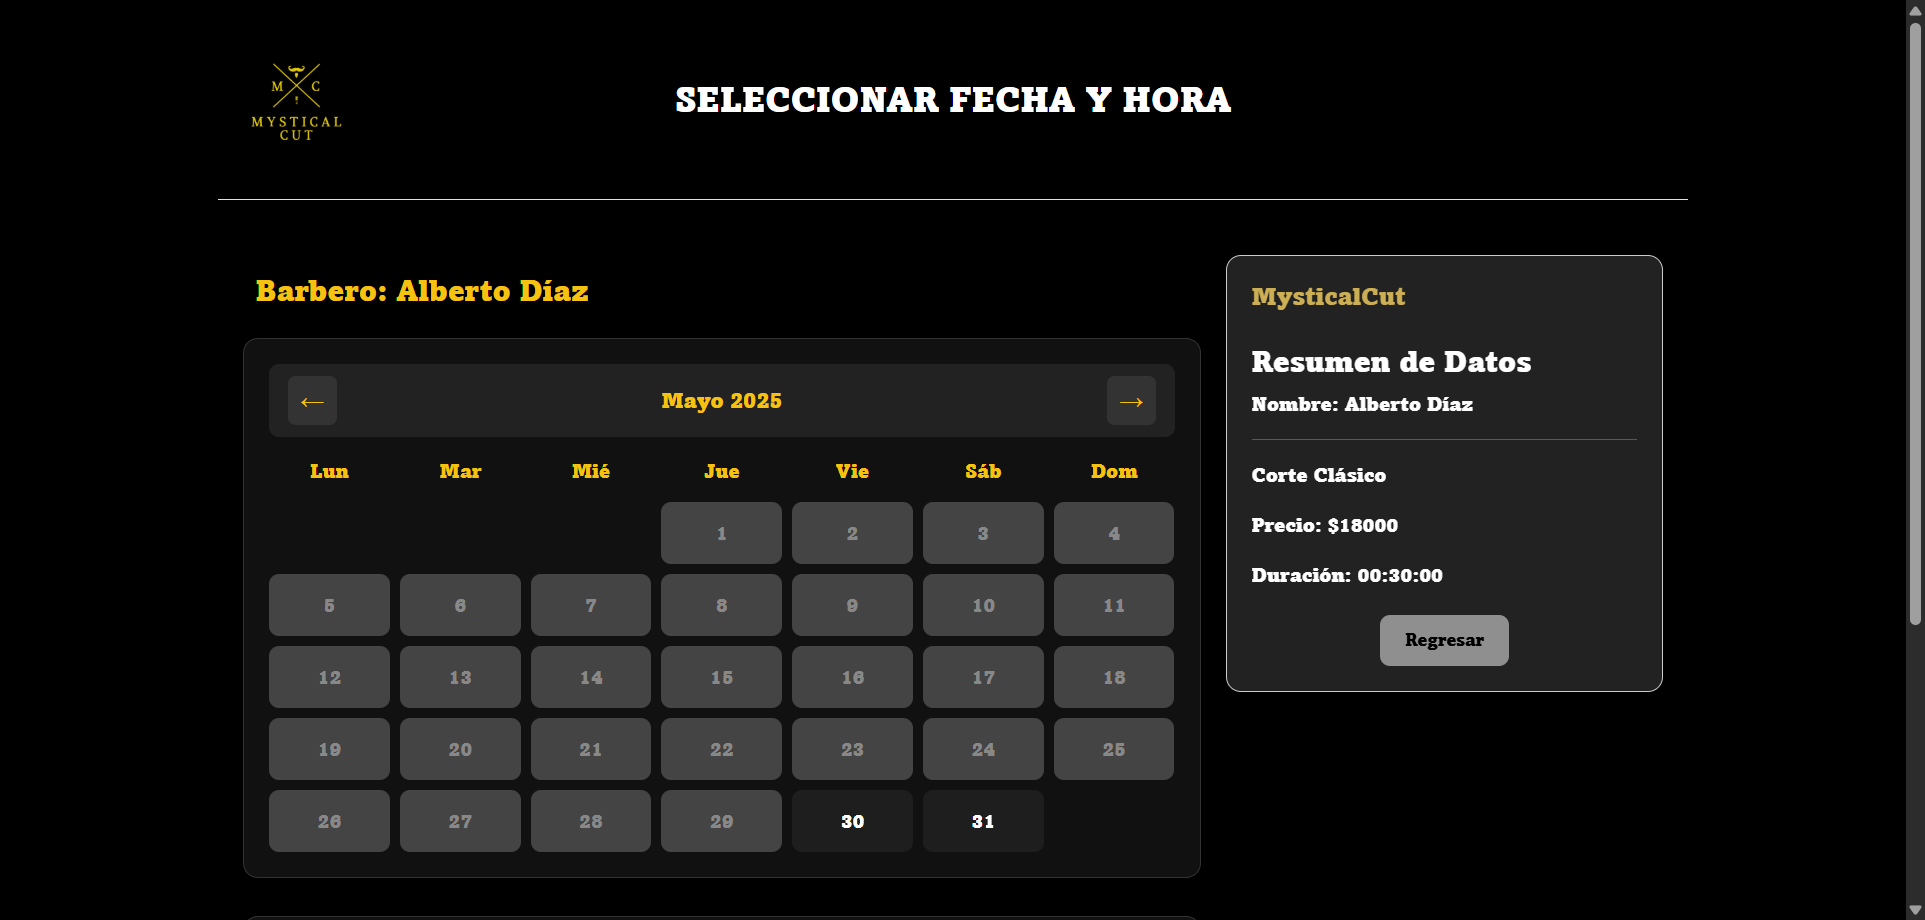 M C
MYSTICAL
CUT
SELECCIONAR FECHA Y HORA
Barbero: Alberto Díaz
← Mayo 2025 →
Lun Mar Mié Jue Vie Sáb Dom
1 2 3 4
5 6 7 8 9 10 11
12 13 14 15 16 17 18
19 20 21 22 23 24 25
26 27 28 29 30 31
MysticalCut
Resumen de Datos
Nombre: Alberto Díaz
Corte Clásico
Precio: $18000
Duración: 00:30:00
Regresar